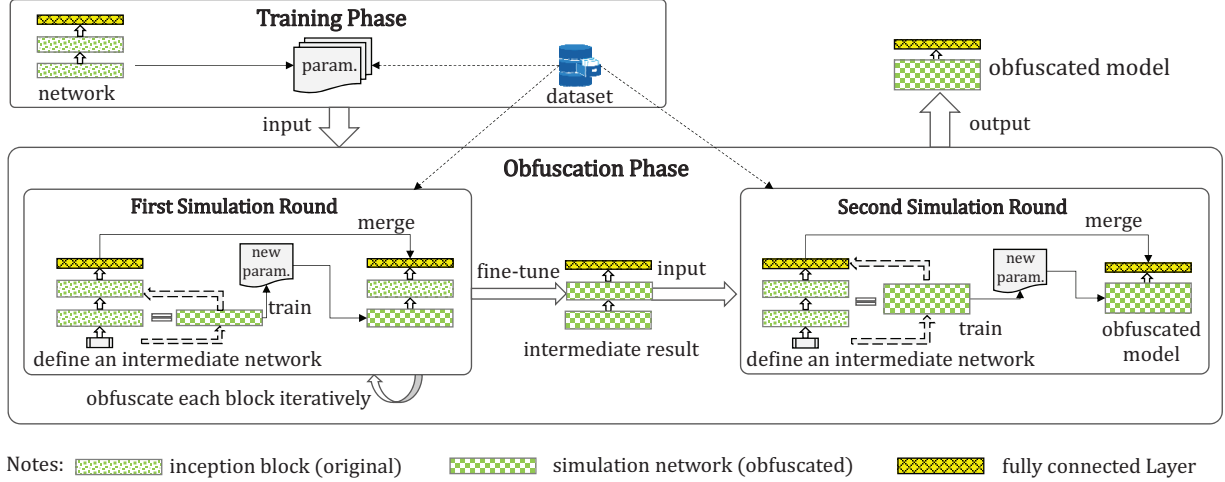 Training Phase
param.
network
dataset
obfuscated model
input
output
Obfuscation Phase
First Simulation Round
merge
new
param.
train
define an intermediate network
obfuscate each block iteratively
fine-tune
input
intermediate result
Second Simulation Round
merge
new
param.
train
define an intermediate network
obfuscated
model
Notes:
inception block (original)
simulation network (obfuscated)
fully connected Layer